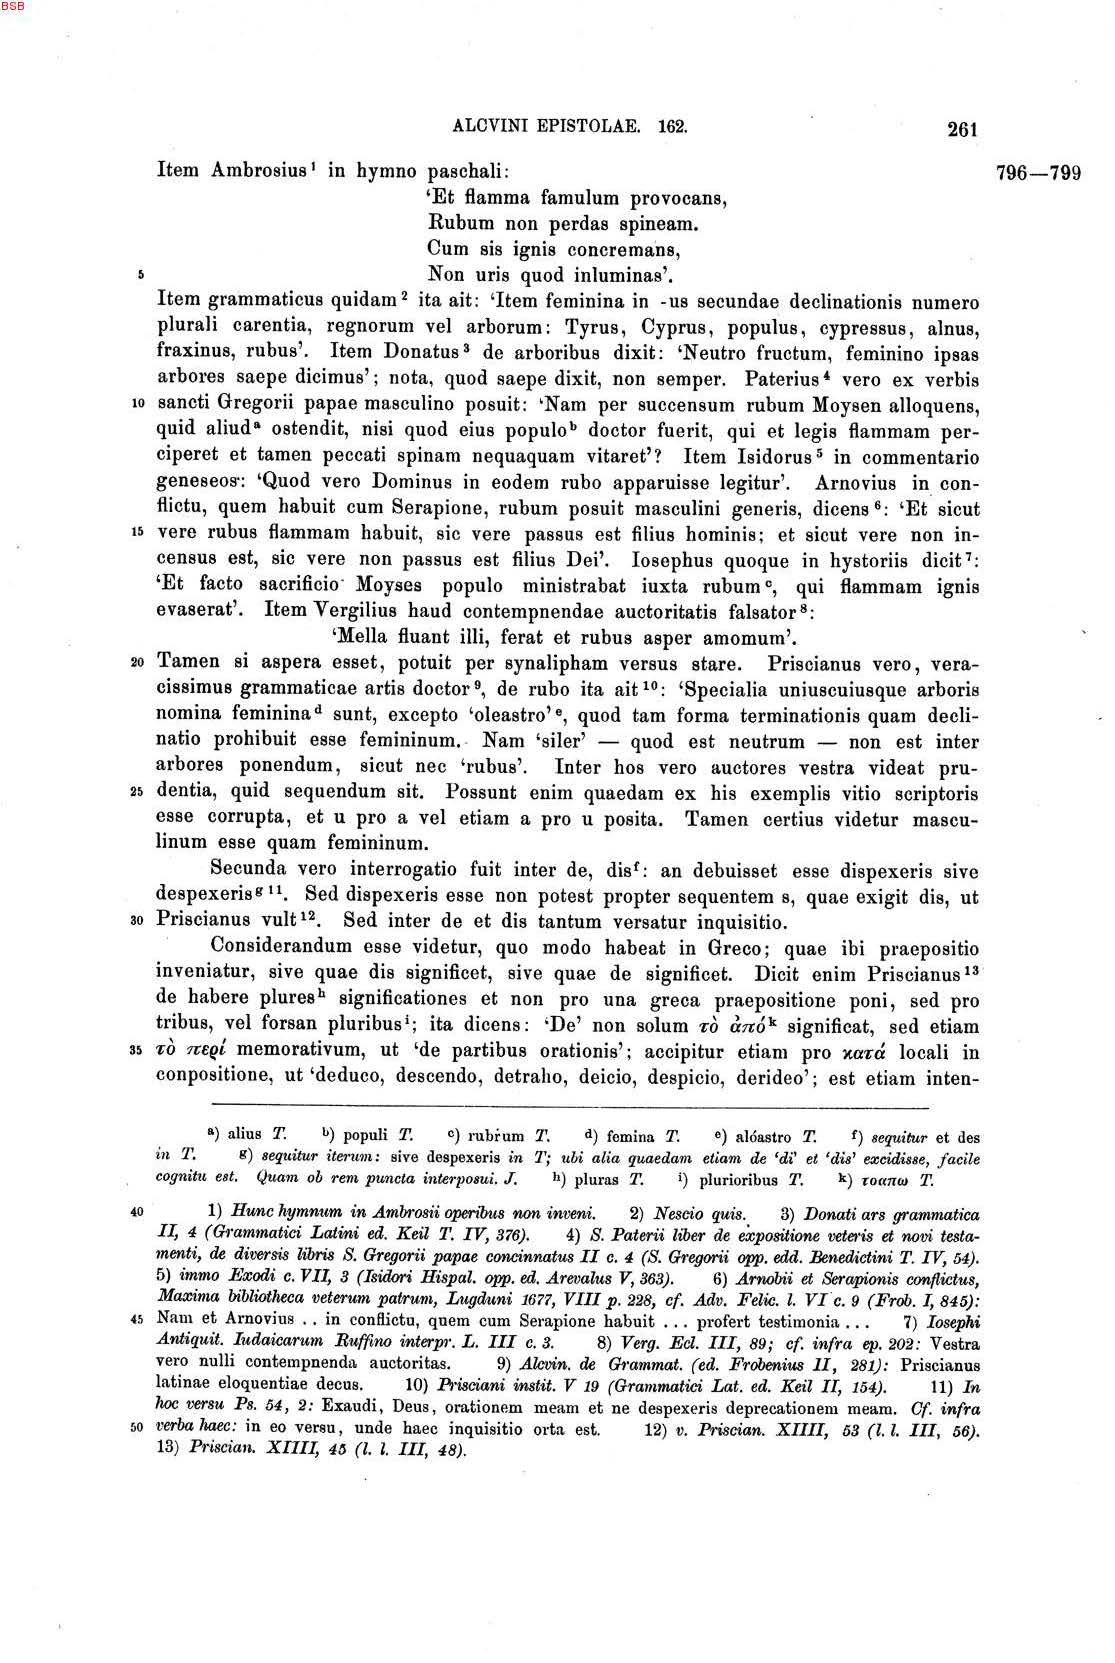 BSB
ALCVINI EPISTOLAE. 162. 261
Item Ambrosius¹ in hymno paschali: 796—799
‘Et flamma famulum provocans,
Rubum non perdas spineam.
Cum sis ignis concremans,
5 Non uris quod inluminas’.
Item grammaticus quidam² ita ait: ‘Item feminina in -us secundae declinationis numero
plurali carentia, regnorum vel arborum: Tyrus, Cyprus, populus, cypressus, alnus,
fraxinus, rubus’. Item Donatus³ de arboribus dixit: ‘Neutro fructum, feminino ipsas
arbores saepe dicimus’; nota, quod saepe dixit, non semper. Paterius⁴ vero ex verbis
10 sancti Gregorii papae masculino posuit: ‘Nam per succensum rubum Moysen alloquens,
quid aliudᵃ ostendit, nisi quod eius populoᵇ doctor fuerit, qui et legis flammam per-
ciperet et tamen peccati spinam nequaquam vitaret’? Item Isidorus⁵ in commentario
geneseos: ‘Quod vero Dominus in eodem rubo apparuisse legitur’. Arnovius in con-
flictu, quem habuit cum Serapione, rubum posuit masculini generis, dicens⁶: ‘Et sicut
15 vere rubus flammam habuit, sic vere passus est filius hominis; et sicut vere non in-
census est, sic vere non passus est filius Dei’. Iosephus quoque in hystoriis dicit⁷:
‘Et facto sacrificio Moyses populo ministrabat iuxta rubumᶜ, qui flammam ignis
evaserat’. Item Vergilius haud contempnendae auctoritatis falsator⁸:
‘Mella fluant illi, ferat et rubus asper amomum’.
20 Tamen si aspera esset, potuit per synalipham versus stare. Priscianus vero, vera-
cissimus grammaticae artis doctor⁹, de rubo ita ait¹⁰: ‘Specialia uniuscuiusque arboris
nomina femininaᵈ sunt, excepto ‘oleastro’ᵉ, quod tam forma terminationis quam decli-
natio prohibuit esse femininum. Nam ‘siler’ — quod est neutrum — non est inter
arbores ponendum, sicut nec ‘rubus’. Inter hos vero auctores vestra videat pru-
25 dentia, quid sequendum sit. Possunt enim quaedam ex his exemplis vitio scriptoris
esse corrupta, et u pro a vel etiam a pro u posita. Tamen certius videtur mascu-
linum esse quam femininum.
Secunda vero interrogatio fuit inter de, disᶠ: an debuisset esse dispexeris sive
despexerisᵍ ¹¹. Sed dispexeris esse non potest propter sequentem s, quae exigit dis, ut
30 Priscianus vult¹². Sed inter de et dis tantum versatur inquisitio.
Considerandum esse videtur, quo modo habeat in Greco; quae ibi praepositio
inveniatur, sive quae dis significet, sive quae de significet. Dicit enim Priscianus¹³
de habere pluresʰ significationes et non pro una greca praepositione poni, sed pro
tribus, vel forsan pluribusⁱ; ita dicens: ‘De’ non solum τὸ ἀπόᵏ significat, sed etiam
35 τὸ περί memorativum, ut ‘de partibus orationis’; accipitur etiam pro κατά locali in
conpositione, ut ‘deduco, descendo, detraho, deicio, despicio, derideo’; est etiam inten-
ᵃ) alius T. ᵇ) populi T. ᶜ) rubrum T. ᵈ) femina T. ᵉ) alóastro T. ᶠ) sequitur et des
in T. ᵍ) sequitur iterum: sive despexeris in T; ubi alia quaedam etiam de ‘di’ et ‘dis’ excidisse, facile
cognitu est. Quam ob rem puncta interposui. J. ʰ) pluras T. ⁱ) plurioribus T. ᵏ) τοαπω T.
40 1) Hunc hymnum in Ambrosii operibus non inveni. 2) Nescio quis. 3) Donati ars grammatica
II, 4 (Grammatici Latini ed. Keil T. IV, 376). 4) S. Paterii liber de expositione veteris et novi testa-
menti, de diversis libris S. Gregorii papae concinnatus II c. 4 (S. Gregorii opp. edd. Benedictini T. IV, 54).
5) immo Exodi c. VII, 3 (Isidori Hispal. opp. ed. Arevalus V, 363). 6) Arnobii et Serapionis conflictus,
Maxima bibliotheca veterum patrum, Lugduni 1677, VIII p. 228, cf. Adv. Felic. l. VI c. 9 (Frob. I, 845):
45 Nam et Arnovius . . in conflictu, quem cum Serapione habuit . . . profert testimonia . . . 7) Iosephi
Antiquit. Iudaicarum Ruffino interpr. L. III c. 3. 8) Verg. Ecl. III, 89; cf. infra ep. 202: Vestra
vero nulli contempnenda auctoritas. 9) Alcvin. de Grammat. (ed. Frobenius II, 281): Priscianus
latinae eloquentiae decus. 10) Prisciani instit. V 19 (Grammatici Lat. ed. Keil II, 154). 11) In
hoc versu Ps. 54, 2: Exaudi, Deus, orationem meam et ne despexeris deprecationem meam. Cf. infra
50 verba haec: in eo versu, unde haec inquisitio orta est. 12) v. Priscian. XIIII, 53 (l. l. III, 56).
13) Priscian. XIIII, 45 (l. l. III, 48).